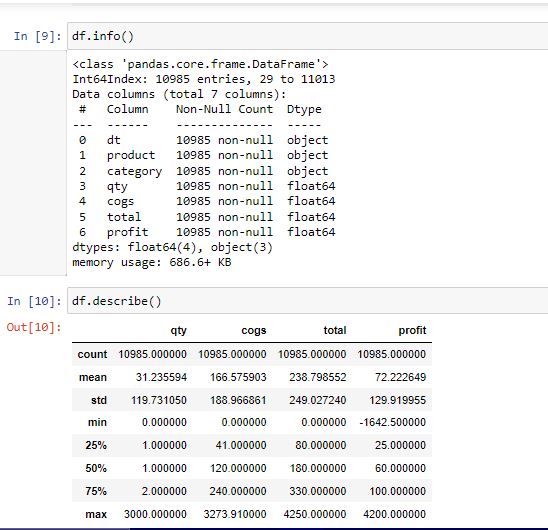 In [9]: df.info()
<class 'pandas.core.frame.DataFrame'>
Int64Index: 10985 entries, 29 to 11013
Data columns (total 7 columns):
# Column Non-Null Count Dtype
--- ------ -------------- -----
0 dt 10985 non-null object
1 product 10985 non-null object
2 category 10985 non-null object
3 qty 10985 non-null float64
4 cogs 10985 non-null float64
5 total 10985 non-null float64
6 profit 10985 non-null float64
dtypes: float64(4), object(3)
memory usage: 686.6+ KB
In [10]: df.describe()
Out[10]:
qty cogs total profit
count 10985.000000 10985.000000 10985.000000 10985.000000
mean 31.235594 166.575903 238.798552 72.222649
std 119.731050 188.966861 249.027240 129.919955
min 0.000000 0.000000 0.000000 -1642.500000
25% 1.000000 41.000000 80.000000 25.000000
50% 1.000000 120.000000 180.000000 60.000000
75% 2.000000 240.000000 330.000000 100.000000
max 3000.000000 3273.910000 4250.000000 4200.000000